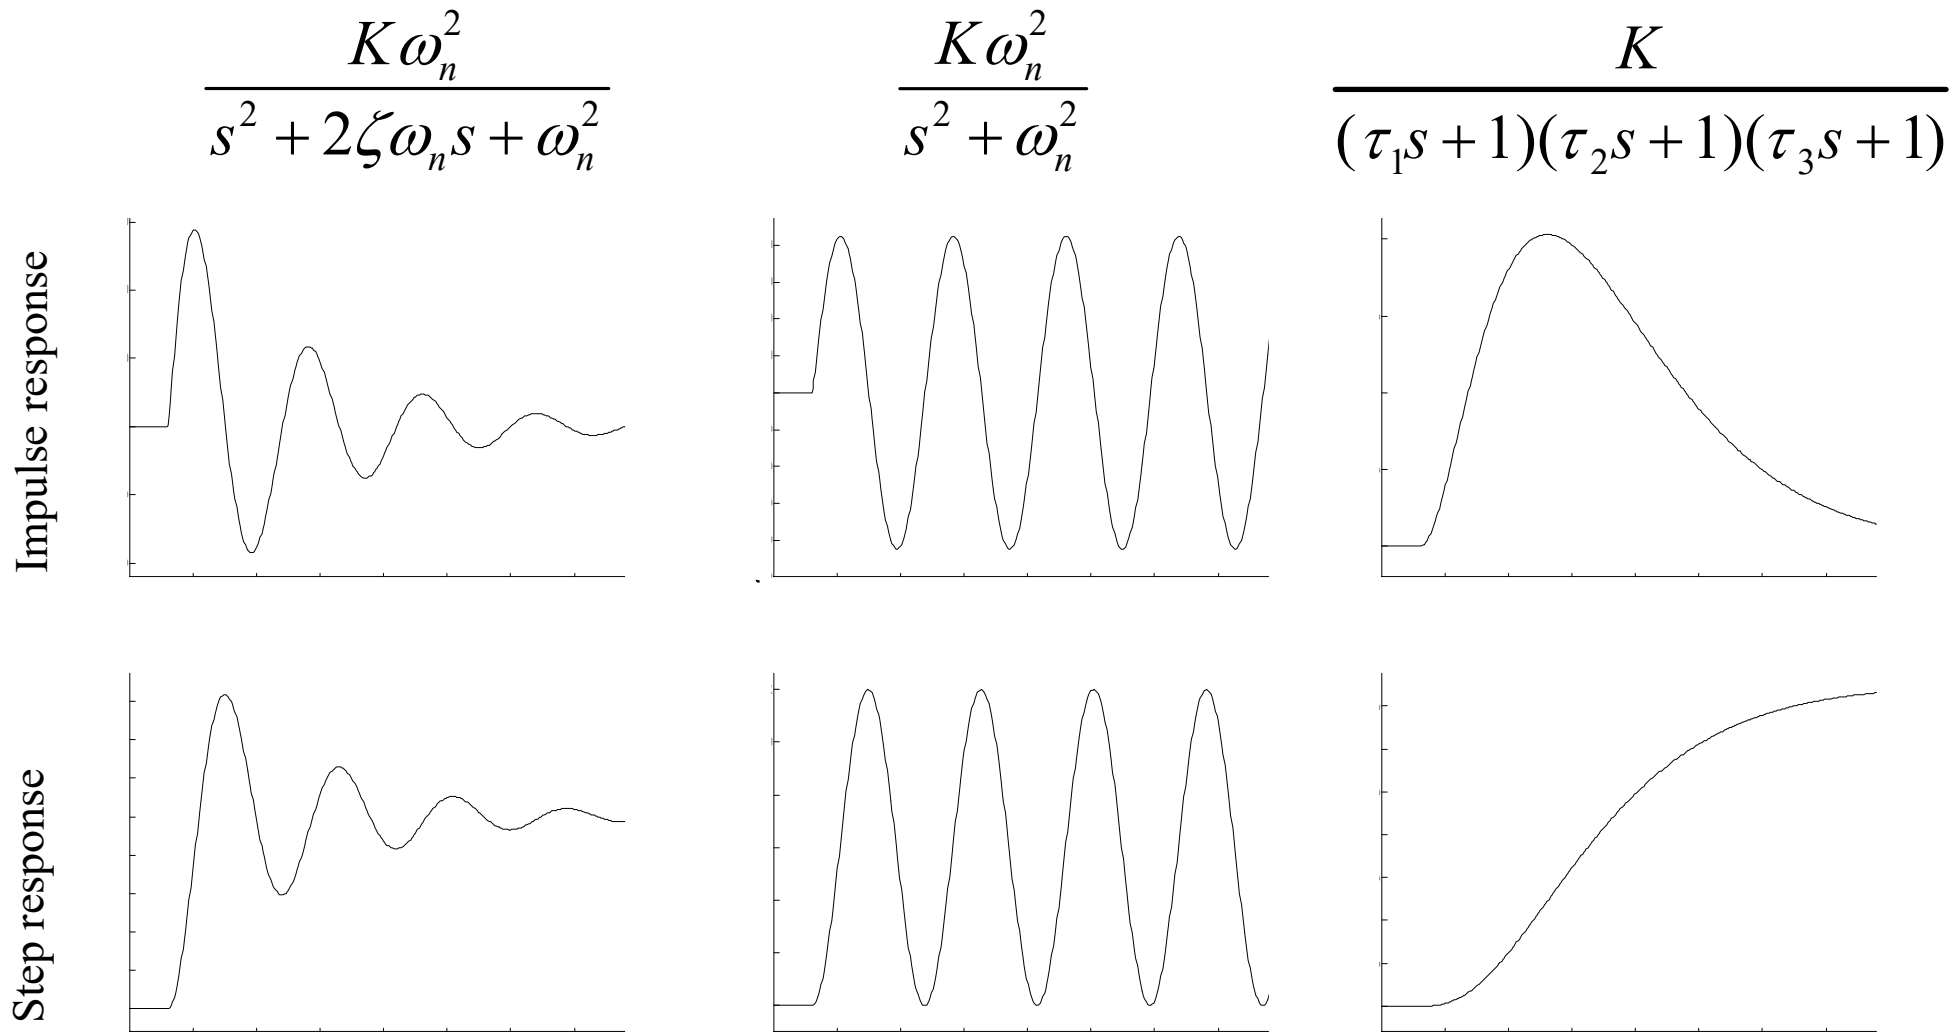 Kω_n^2
s^2 + 2ζω_n s + ω_n^2
Kω_n^2
s^2 + ω_n^2
K
(τ_1 s + 1)(τ_2 s + 1)(τ_3 s + 1)
Impulse response
Step response